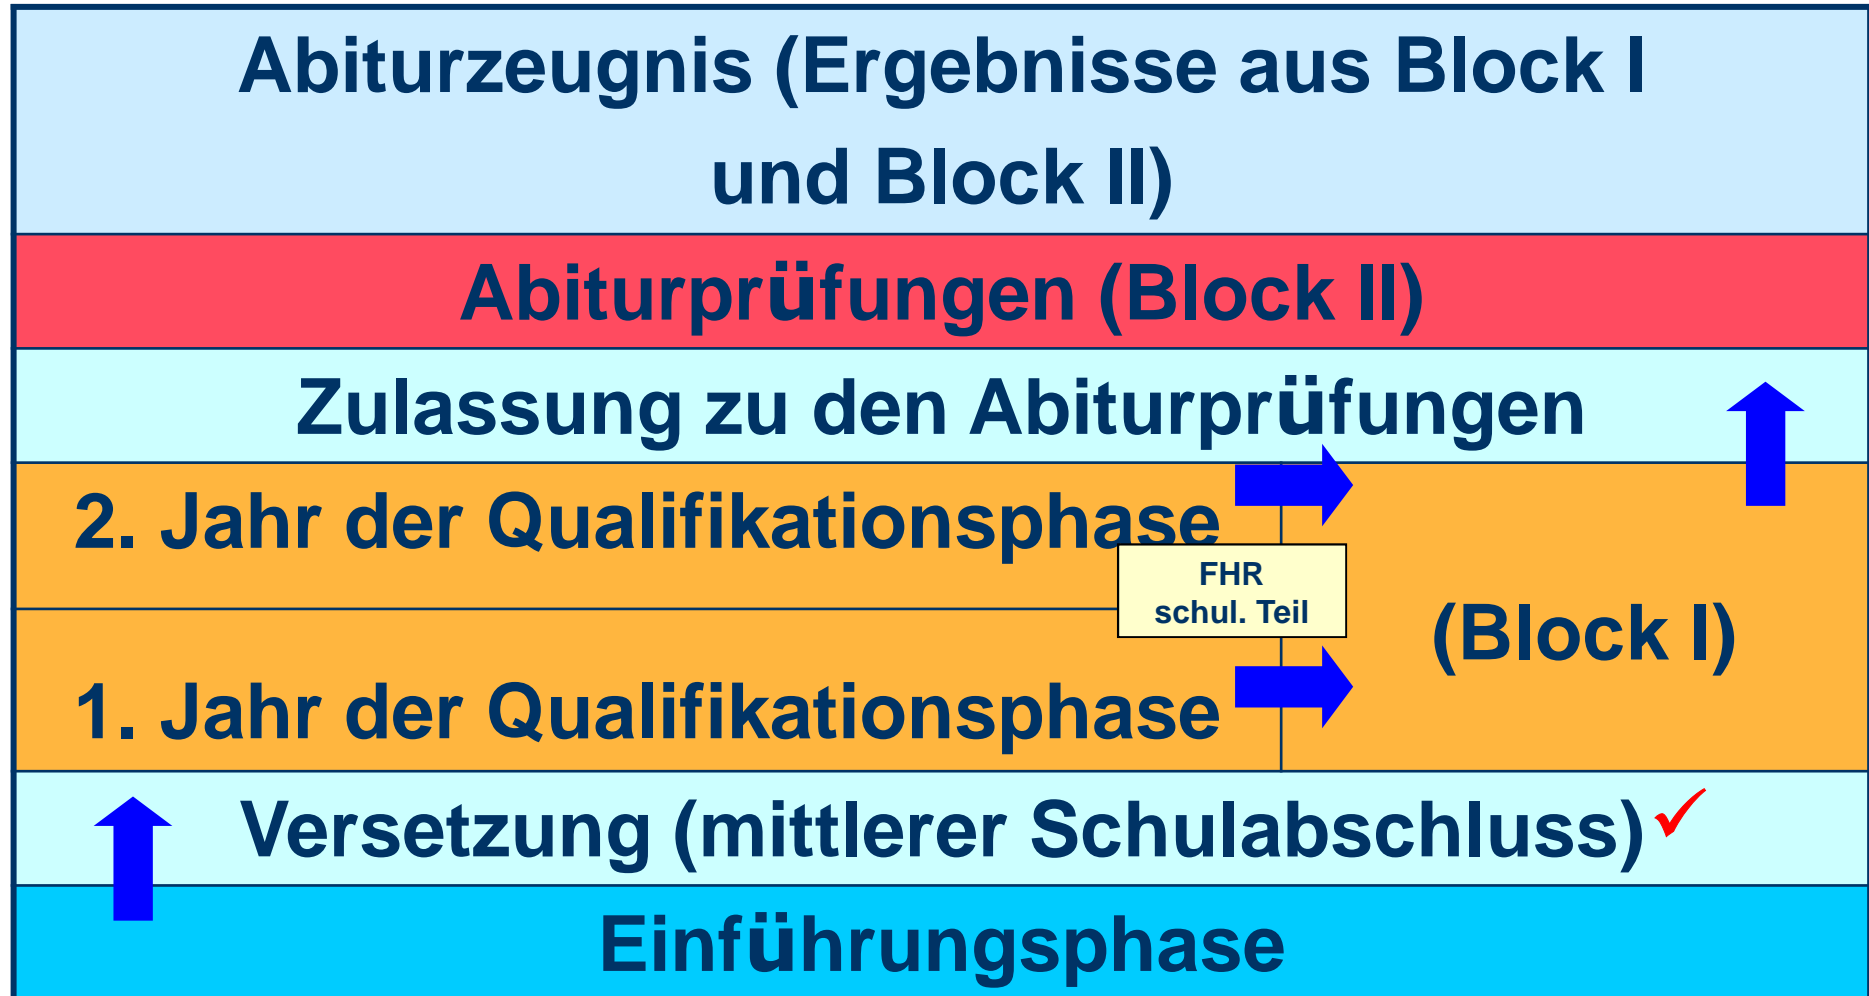 Abiturzeugnis (Ergebnisse aus Block I
und Block II)
Abiturprüfungen (Block II)
Zulassung zu den Abiturprüfungen
2. Jahr der Qualifikationsphase
FHR
schul. Teil
(Block I)
1. Jahr der Qualifikationsphase
Versetzung (mittlerer Schulabschluss)
Einführungsphase